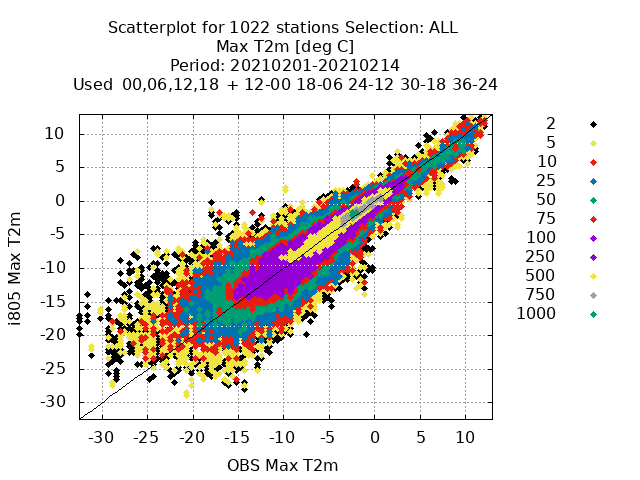 Scatterplot for 1022 stations Selection: ALL
Max T2m [deg C]
Period: 20210201-20210214
Used  00,06,12,18  + 12-00 18-06 24-12 30-18 36-24
10
5
0
-5
-10
-15
-20
-25
-30
i805 Max T2m
-30 -25 -20 -15 -10 -5 0 5 10
OBS Max T2m
2
5
10
25
50
75
100
250
500
750
1000